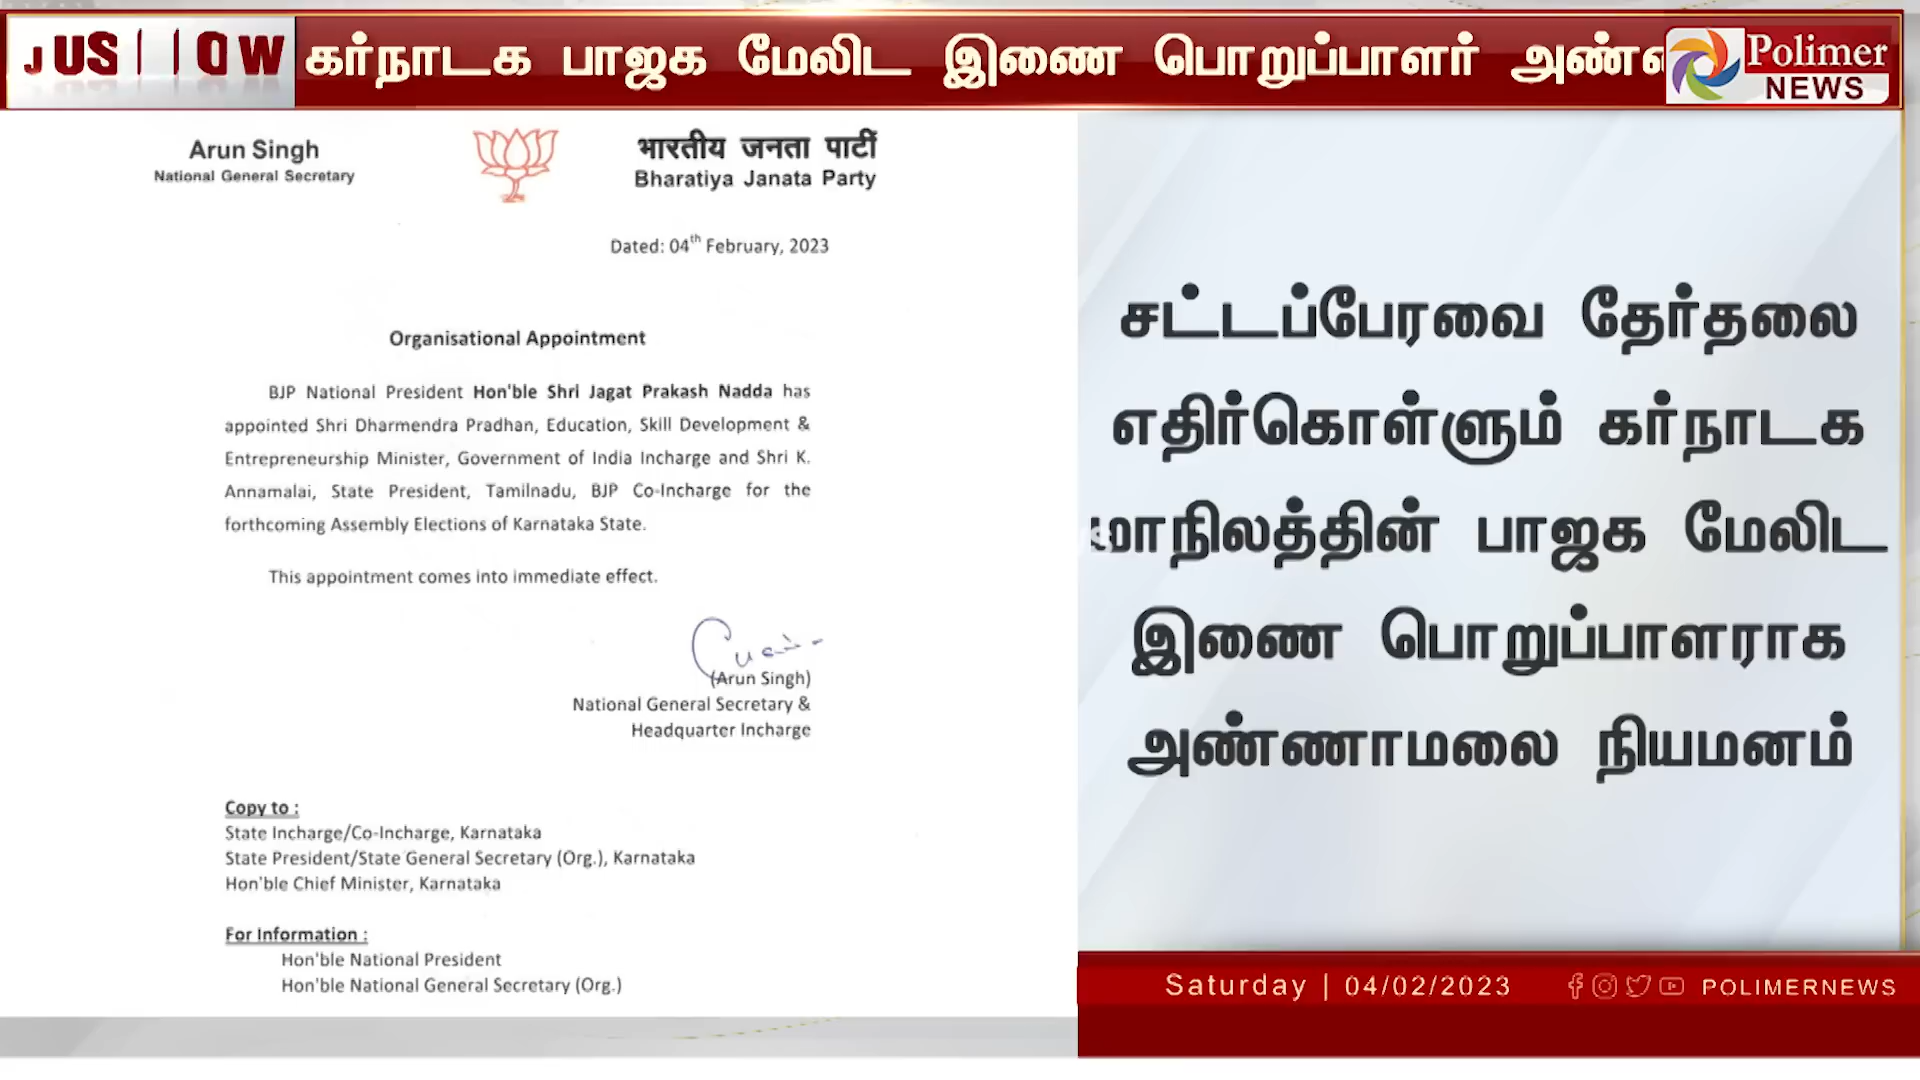 கர்நாடக பாஜக மேலிட இணை பொறுப்பாளர்
Polimer
NEWS
Arun Singh
National General Secretary
भारतीय जनता पार्टी
Bharatiya Janata Party
Dated: 04th February, 2023
Organisational Appointment
BJP National President Hon'ble Shri Jagat Prakash Nadda has
appointed Shri Dharmendra Pradhan, Education, Skill Development &
Entrepreneurship Minister, Government of India Incharge and Shri K.
Annamalai, State President, Tamilnadu, BJP Co-Incharge for the
forthcoming Assembly Elections of Karnataka State.
This appointment comes into immediate effect.
(Arun Singh)
National General Secretary &
Headquarter Incharge
Copy to :
State Incharge/Co-Incharge, Karnataka
State President/State General Secretary (Org.), Karnataka
Hon'ble Chief Minister, Karnataka
For Information :
Hon'ble National President
Hon'ble National General Secretary (Org.)
சட்டப்பேரவை தேர்தலை
எதிர்கொள்ளும் கர்நாடக
மாநிலத்தின் பாஜக மேலிட
இணை பொறுப்பாளராக
அண்ணாமலை நியமனம்
Saturday | 04/02/2023
POLIMERNEWS